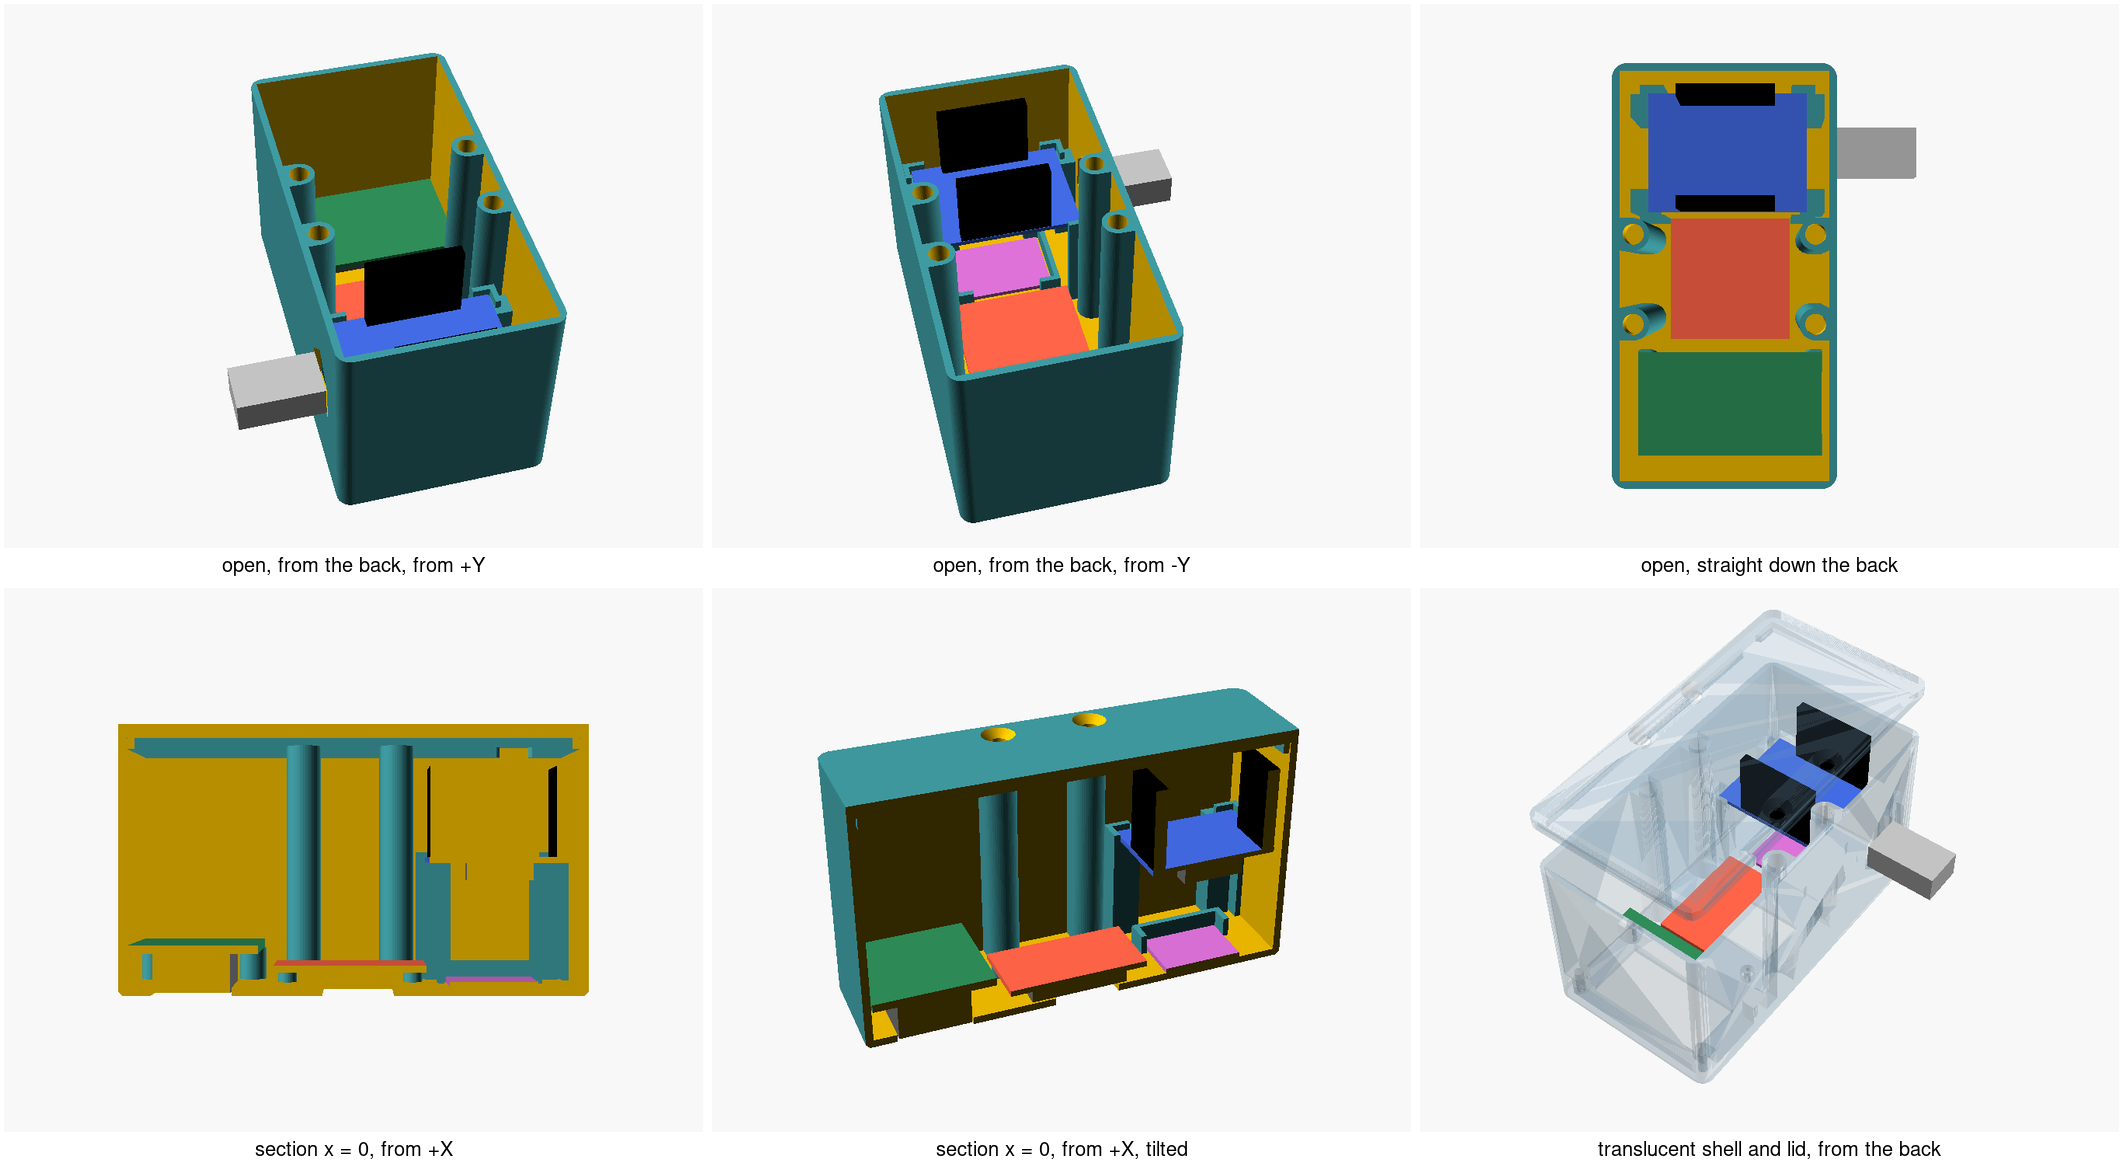 open, from the back, from +Y
open, from the back, from -Y
open, straight down the back
section x = 0, from +X
section x = 0, from +X, tilted
translucent shell and lid, from the back